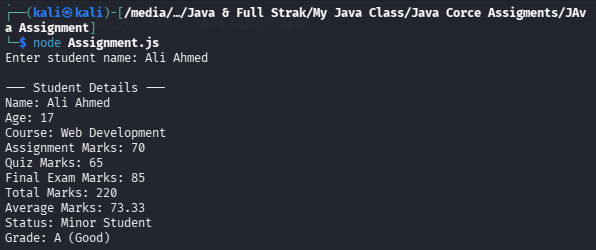 ┌──(kali㉿kali)-[/media/…/Java & Full Strak/My Java Class/Java Corce Assigments/JAv
a Assignment]
└─$ node Assignment.js
Enter student name: Ali Ahmed
--- Student Details ---
Name: Ali Ahmed
Age: 17
Course: Web Development
Assignment Marks: 70
Quiz Marks: 65
Final Exam Marks: 85
Total Marks: 220
Average Marks: 73.33
Status: Minor Student
Grade: A (Good)